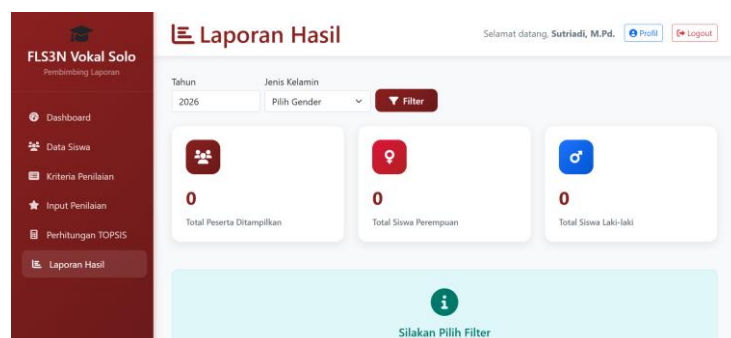 FLS3N Vokal Solo
Pembimbing Laporan
Dashboard
Data Siswa
Kriteria Penilaian
Input Penilaian
Perhitungan TOPSIS
Laporan Hasil
Laporan Hasil
Selamat datang, Sutriadi, M.Pd.
Profil
Logout
Tahun
Jenis Kelamin
2026
Pilih Gender
Filter
0
Total Peserta Ditampilkan
0
Total Siswa Perempuan
0
Total Siswa Laki-laki
Silakan Pilih Filter